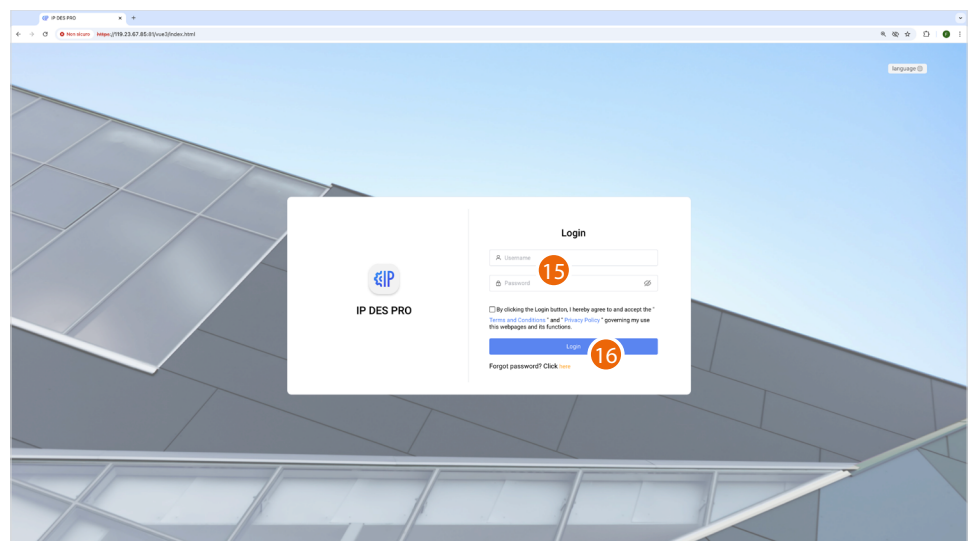 IP DES PRO
Non sicuro https://119.23.67.85:81/vue3/index.html
language
Login
Username
15
Password
IP
IP DES PRO
By clicking the Login button, I hereby agree to and accept the "
Terms and Conditions " and " Privacy Policy " governing my use
this webpages and its functions.
Login
16
Forgot password? Click here